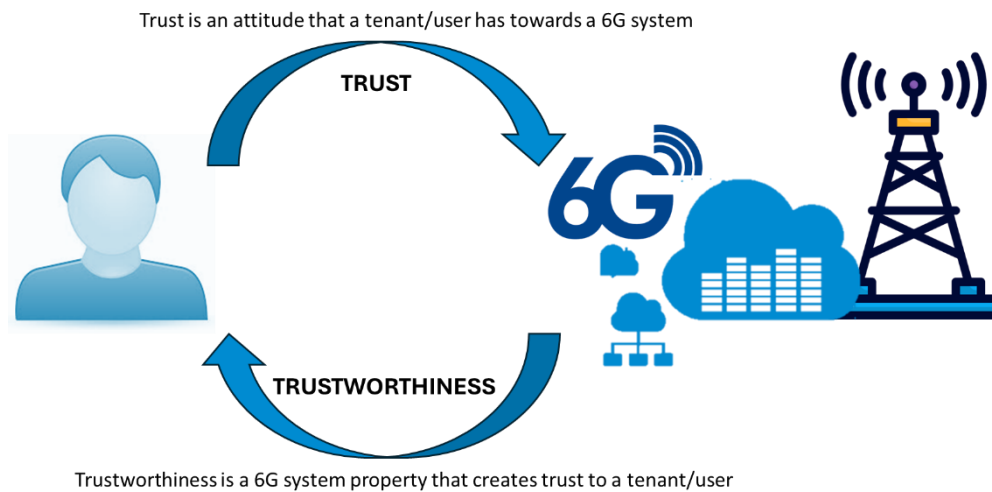 Trust is an attitude that a tenant/user has towards a 6G system
TRUST
6G
TRUSTWORTHINESS
Trustworthiness is a 6G system property that creates trust to a tenant/user